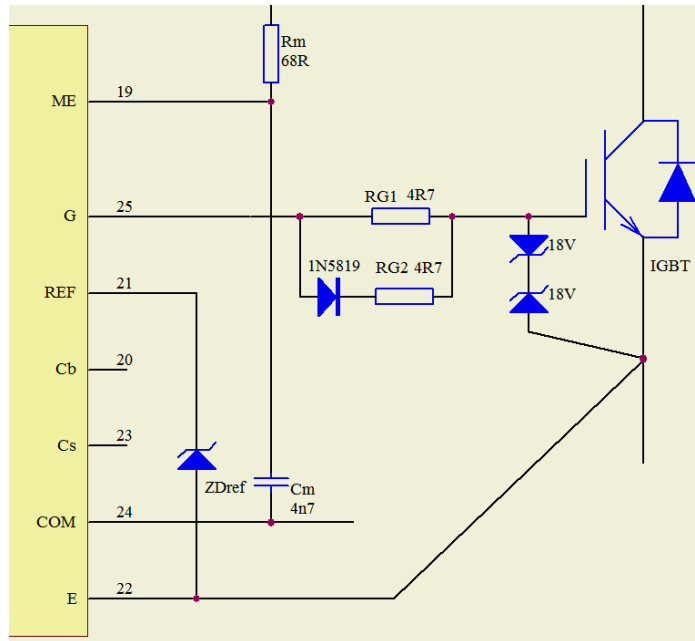 Rm
68R
ME 19
G 25
RG1 4R7
1N5819
RG2 4R7
18V
18V
IGBT
REF 21
Cb 20
Cs 23
ZDref
Cm
4n7
COM 24
E 22